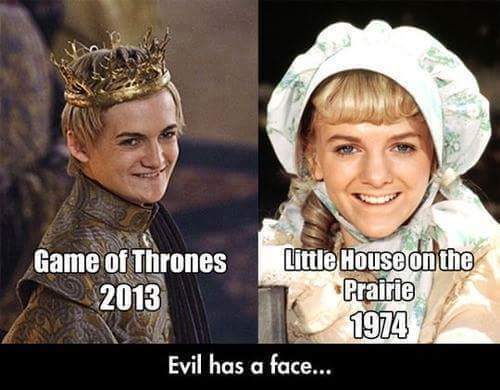 Game of Thrones
2013
Little House on the
Prairie
1974
Evil has a face...